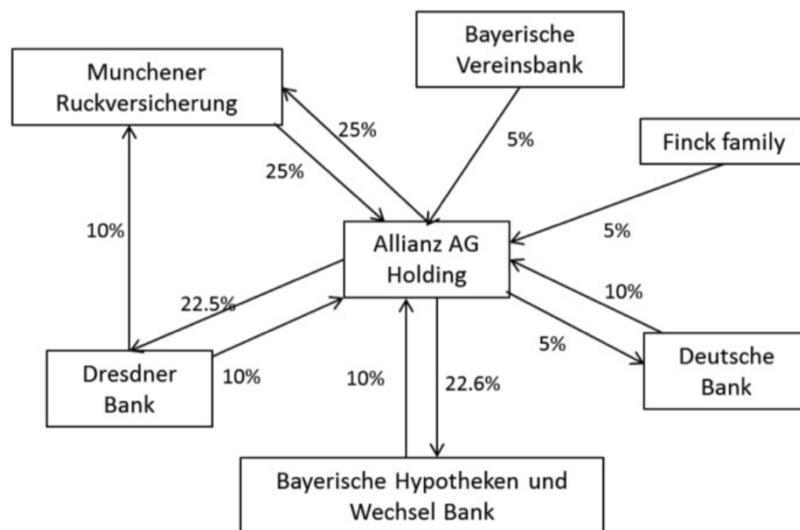 Bayerische
Vereinsbank
Munchener
Ruckversicherung
Finck family
25%
5%
25%
10%
5%
Allianz AG
Holding
22.5%
10%
5%
Deutsche
Bank
Dresdner
Bank
10%
10%
22.6%
Bayerische Hypotheken und
Wechsel Bank